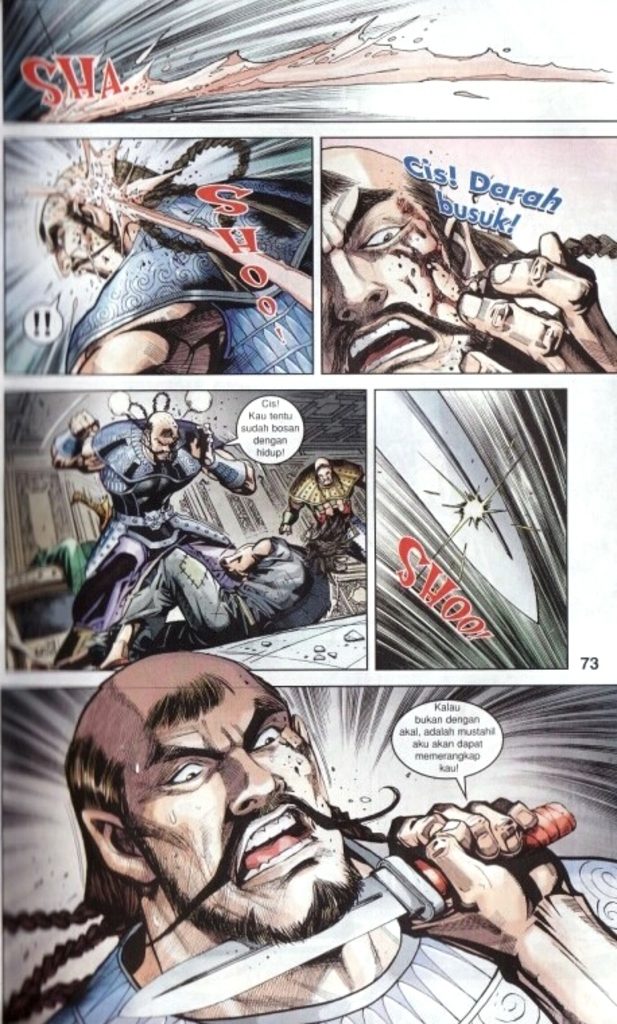 SHA..
SHOO!
!!
Cis! Darah
busuk!
Cis!
Kau tentu
sudah bosan
dengan
hidup!
SHOO!
73
Kalau
bukan dengan
akal, adalah mustahil
aku akan dapat
memerangkap
kau!